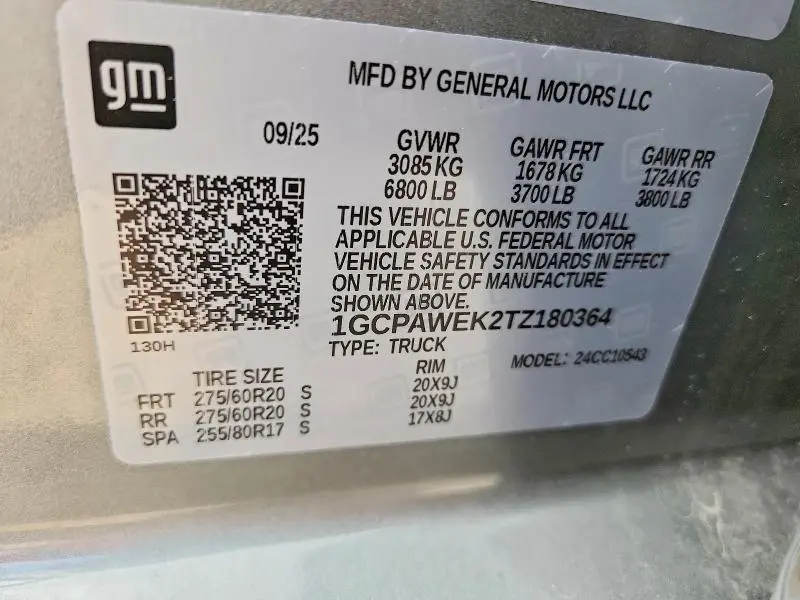 gm
MFD BY GENERAL MOTORS LLC
09/25 GVWR GAWR FRT GAWR RR
3085 KG 1678 KG 1724 KG
6800 LB 3700 LB 3800 LB
THIS VEHICLE CONFORMS TO ALL
APPLICABLE U.S. FEDERAL MOTOR
VEHICLE SAFETY STANDARDS IN EFFECT
ON THE DATE OF MANUFACTURE
SHOWN ABOVE.
1GCPAWEK2TZ180364
130H
TYPE: TRUCK MODEL: 24CC10543
TIRE SIZE RIM
FRT 275/60R20 S 20X9J
RR 275/60R20 S 20X9J
SPA 255/80R17 S 17X8J